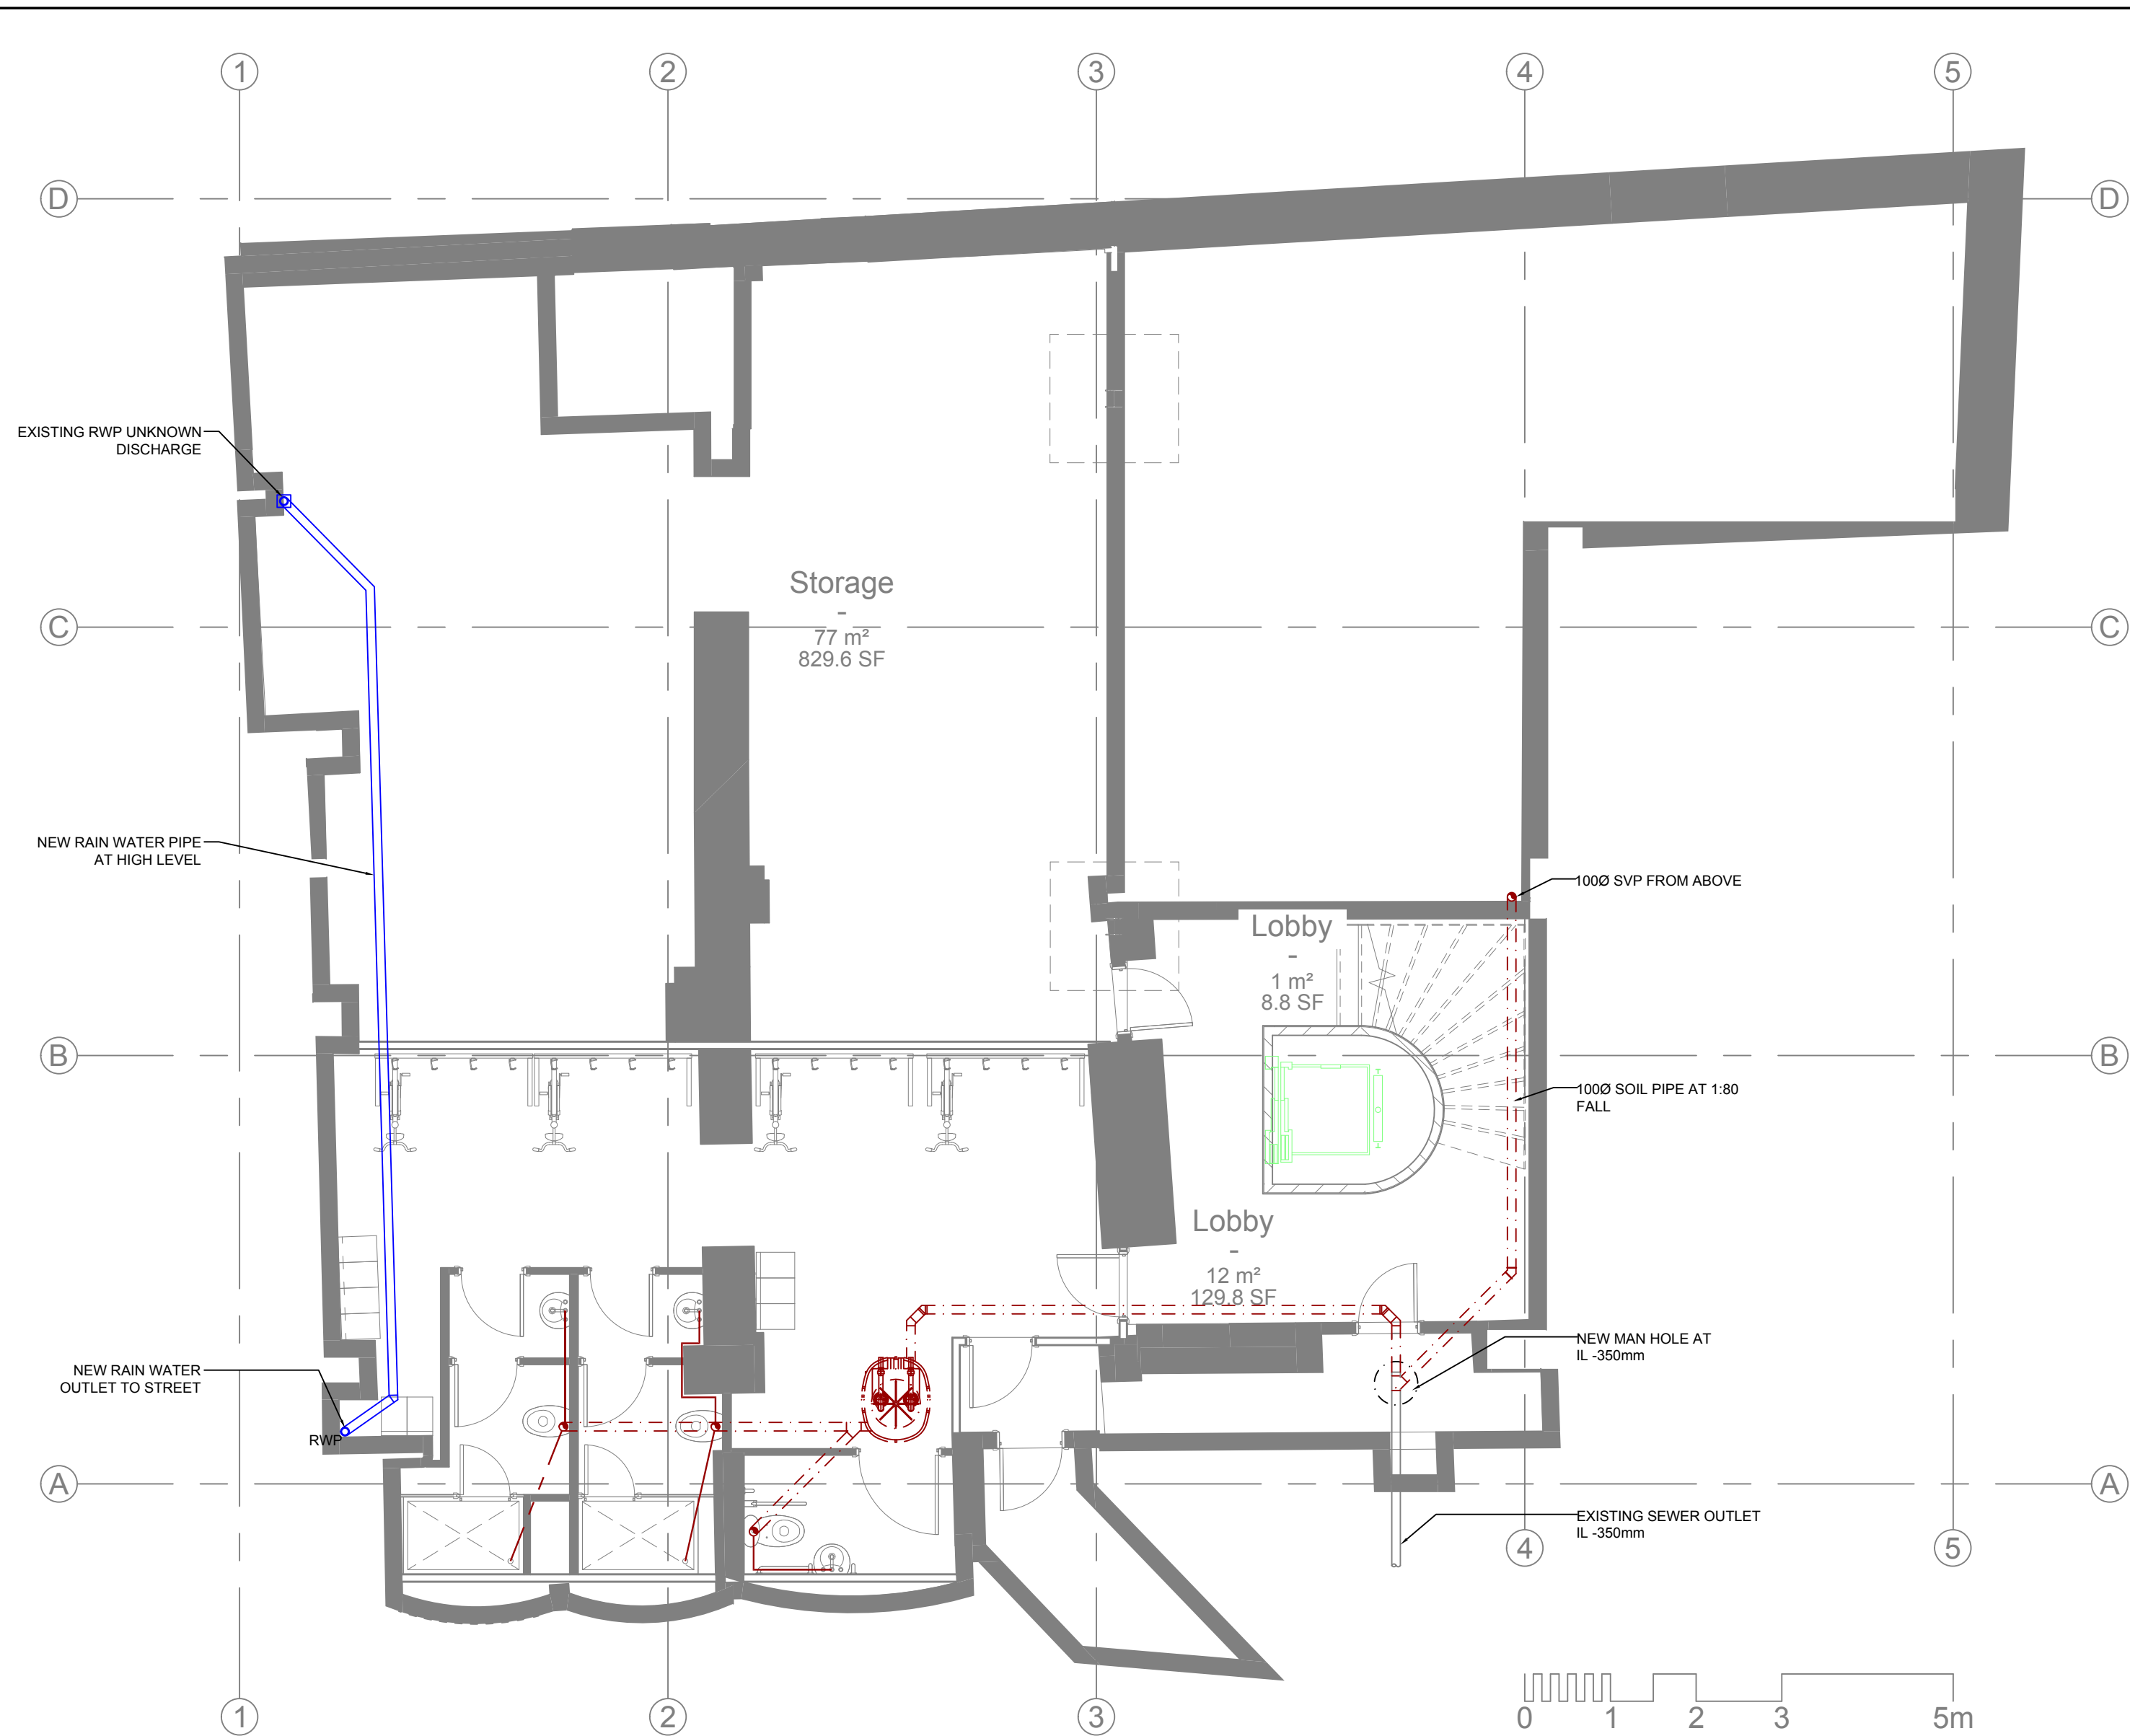 1
2
3
4
5
D
D
EXISTING RWP UNKNOWN
DISCHARGE
Storage
-
77 m²
829.6 SF
C
C
NEW RAIN WATER PIPE
AT HIGH LEVEL
100Ø SVP FROM ABOVE
Lobby
-
1 m²
8.8 SF
B
B
100Ø SOIL PIPE AT 1:80
FALL
Lobby
-
12 m²
129.8 SF
NEW MAN HOLE AT
IL -350mm
NEW RAIN WATER
OUTLET TO STREET
RWP
A
A
EXISTING SEWER OUTLET
IL -350mm
4
5
1
2
3
0 1 2 3 5m